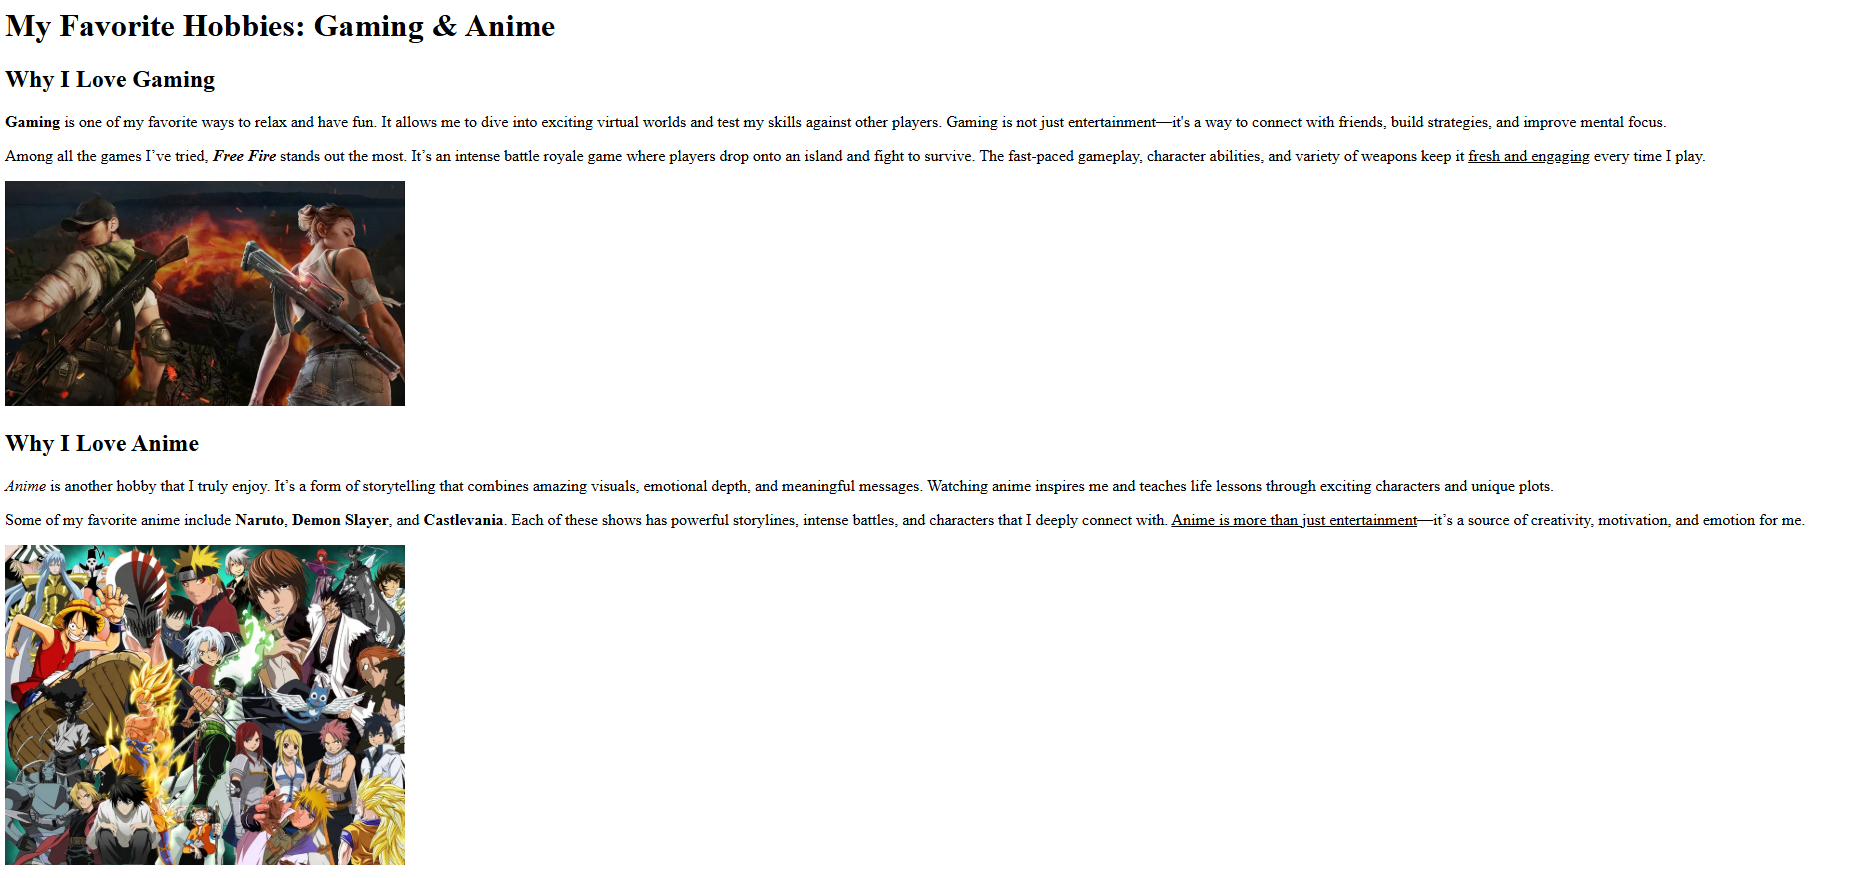 My Favorite Hobbies: Gaming & Anime
Why I Love Gaming
Gaming is one of my favorite ways to relax and have fun. It allows me to dive into exciting virtual worlds and test my skills against other players. Gaming is not just entertainment—it's a way to connect with friends, build strategies, and improve mental focus.
Among all the games I’ve tried, Free Fire stands out the most. It’s an intense battle royale game where players drop onto an island and fight to survive. The fast-paced gameplay, character abilities, and variety of weapons keep it fresh and engaging every time I play.
Why I Love Anime
Anime is another hobby that I truly enjoy. It’s a form of storytelling that combines amazing visuals, emotional depth, and meaningful messages. Watching anime inspires me and teaches life lessons through exciting characters and unique plots.
Some of my favorite anime include Naruto, Demon Slayer, and Castlevania. Each of these shows has powerful storylines, intense battles, and characters that I deeply connect with. Anime is more than just entertainment—it’s a source of creativity, motivation, and emotion for me.